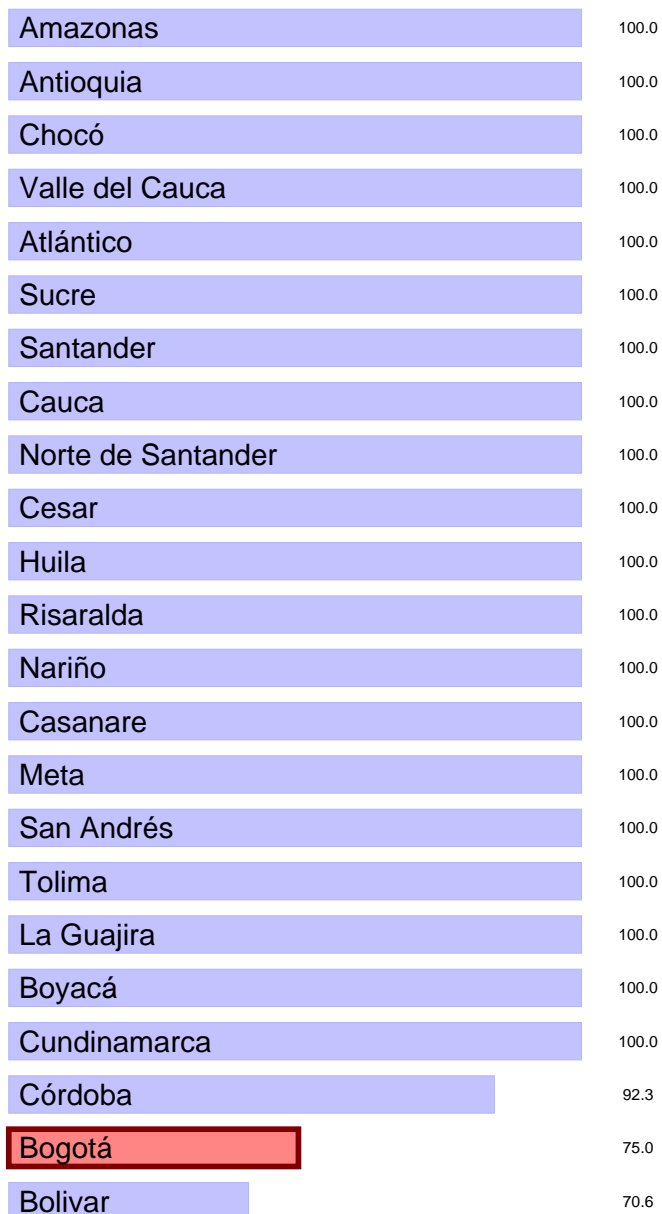 Amazonas 100.0
Antioquia 100.0
Chocó 100.0
Valle del Cauca 100.0
Atlántico 100.0
Sucre 100.0
Santander 100.0
Cauca 100.0
Norte de Santander 100.0
Cesar 100.0
Huila 100.0
Risaralda 100.0
Nariño 100.0
Casanare 100.0
Meta 100.0
San Andrés 100.0
Tolima 100.0
La Guajira 100.0
Boyacá 100.0
Cundinamarca 100.0
Córdoba 92.3
Bogotá 75.0
Bolivar 70.6